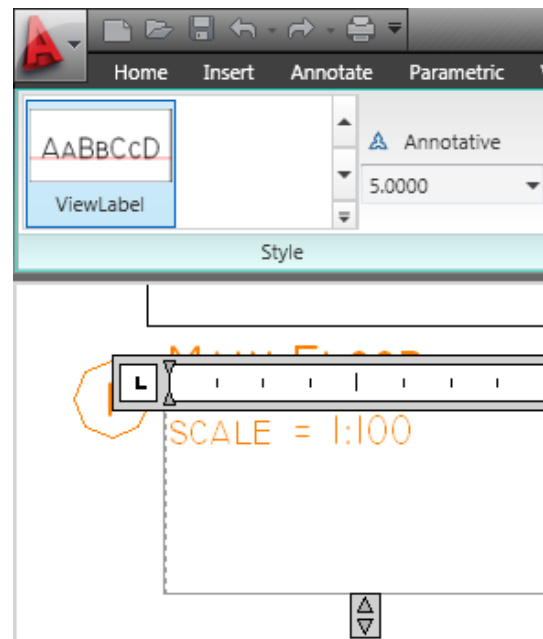 Home Insert Annotate Parametric
AABBCCD
Annotative
5.0000
ViewLabel
Style
L
SCALE = 1:100